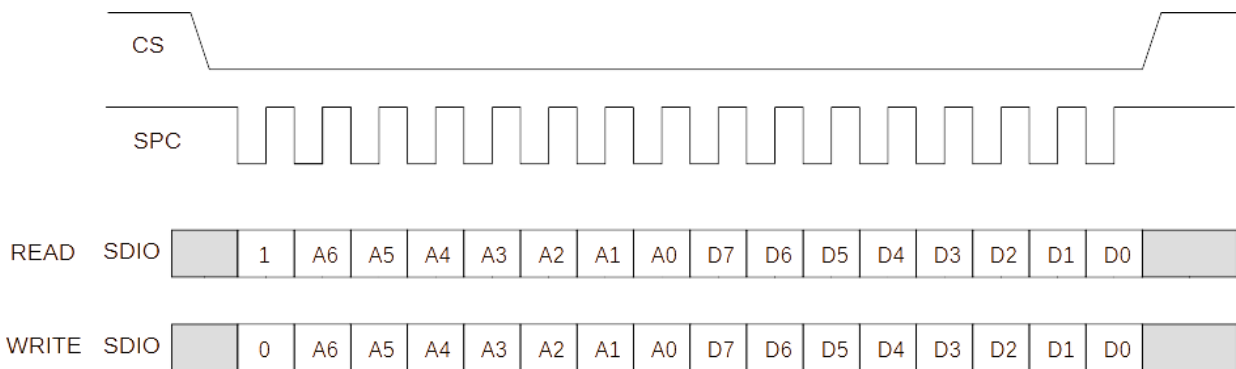 CS
SPC
READ SDIO 1 A6 A5 A4 A3 A2 A1 A0 D7 D6 D5 D4 D3 D2 D1 D0
WRITE SDIO 0 A6 A5 A4 A3 A2 A1 A0 D7 D6 D5 D4 D3 D2 D1 D0